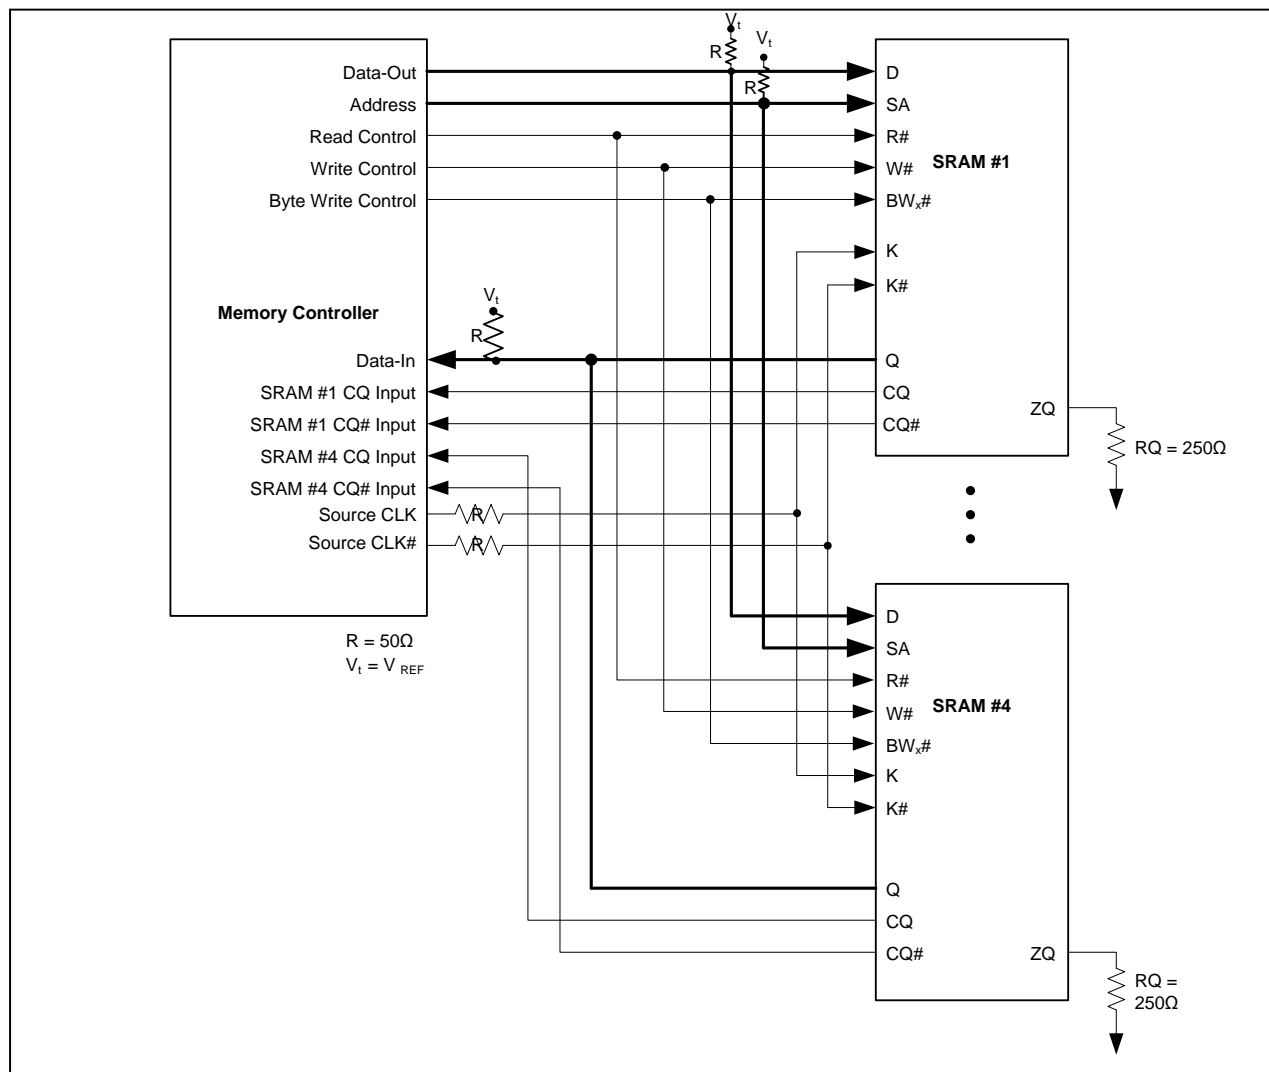 Vt
Vt
R
R
Data-Out
Address
Read Control
Write Control
Byte Write Control
Memory Controller
Vt
R
Data-In
SRAM #1 CQ Input
SRAM #1 CQ# Input
SRAM #4 CQ Input
SRAM #4 CQ# Input
Source CLK
R
Source CLK#
R
R = 50Ω
Vt = V REF
D
SA
R#
W#
SRAM #1
BWx#
K
K#
Q
CQ
CQ#
ZQ
RQ = 250Ω
D
SA
R#
W#
SRAM #4
BWx#
K
K#
Q
CQ
CQ#
ZQ
RQ =
250Ω